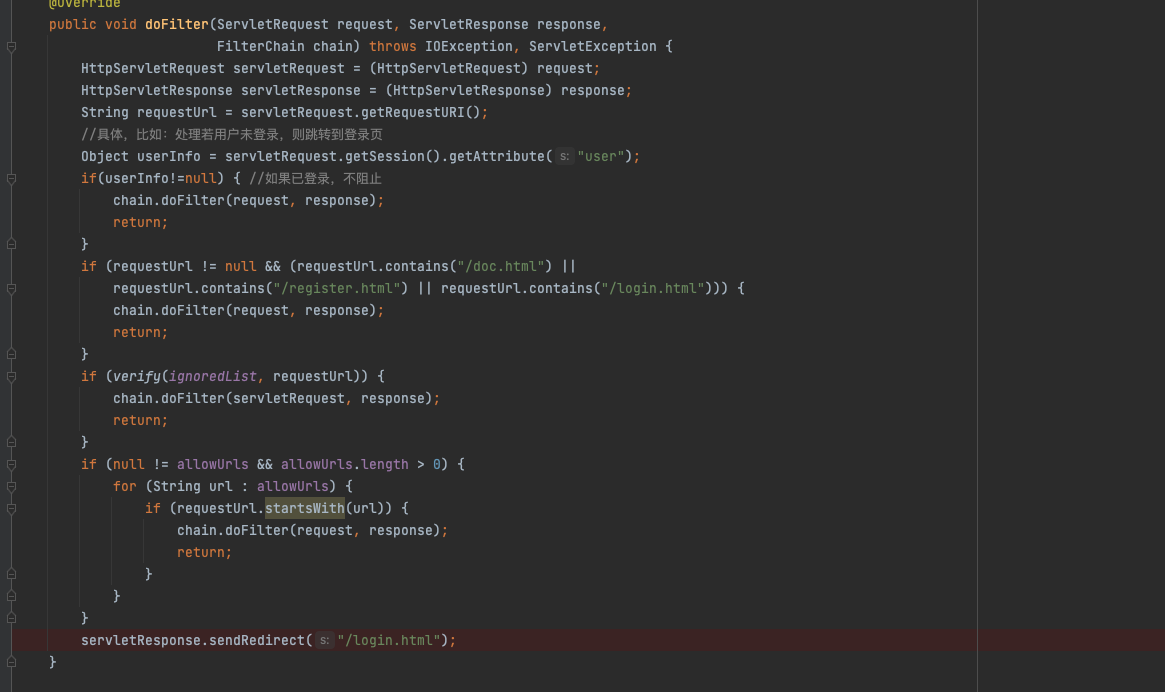 @Override
public void doFilter(ServletRequest request, ServletResponse response,
                     FilterChain chain) throws IOException, ServletException {
    HttpServletRequest servletRequest = (HttpServletRequest) request;
    HttpServletResponse servletResponse = (HttpServletResponse) response;
    String requestUrl = servletRequest.getRequestURI();
    //具体，比如：处理若用户未登录，则跳转到登录页
    Object userInfo = servletRequest.getSession().getAttribute( s: "user");
    if(userInfo!=null) { //如果已登录，不阻止
        chain.doFilter(request, response);
        return;
    }
    if (requestUrl != null && (requestUrl.contains("/doc.html") ||
        requestUrl.contains("/register.html") || requestUrl.contains("/login.html"))) {
        chain.doFilter(request, response);
        return;
    }
    if (verify(ignoredList, requestUrl)) {
        chain.doFilter(servletRequest, response);
        return;
    }
    if (null != allowUrls && allowUrls.length > 0) {
        for (String url : allowUrls) {
            if (requestUrl.startsWith(url)) {
                chain.doFilter(request, response);
                return;
            }
        }
    }
    servletResponse.sendRedirect( s: "/login.html");
}